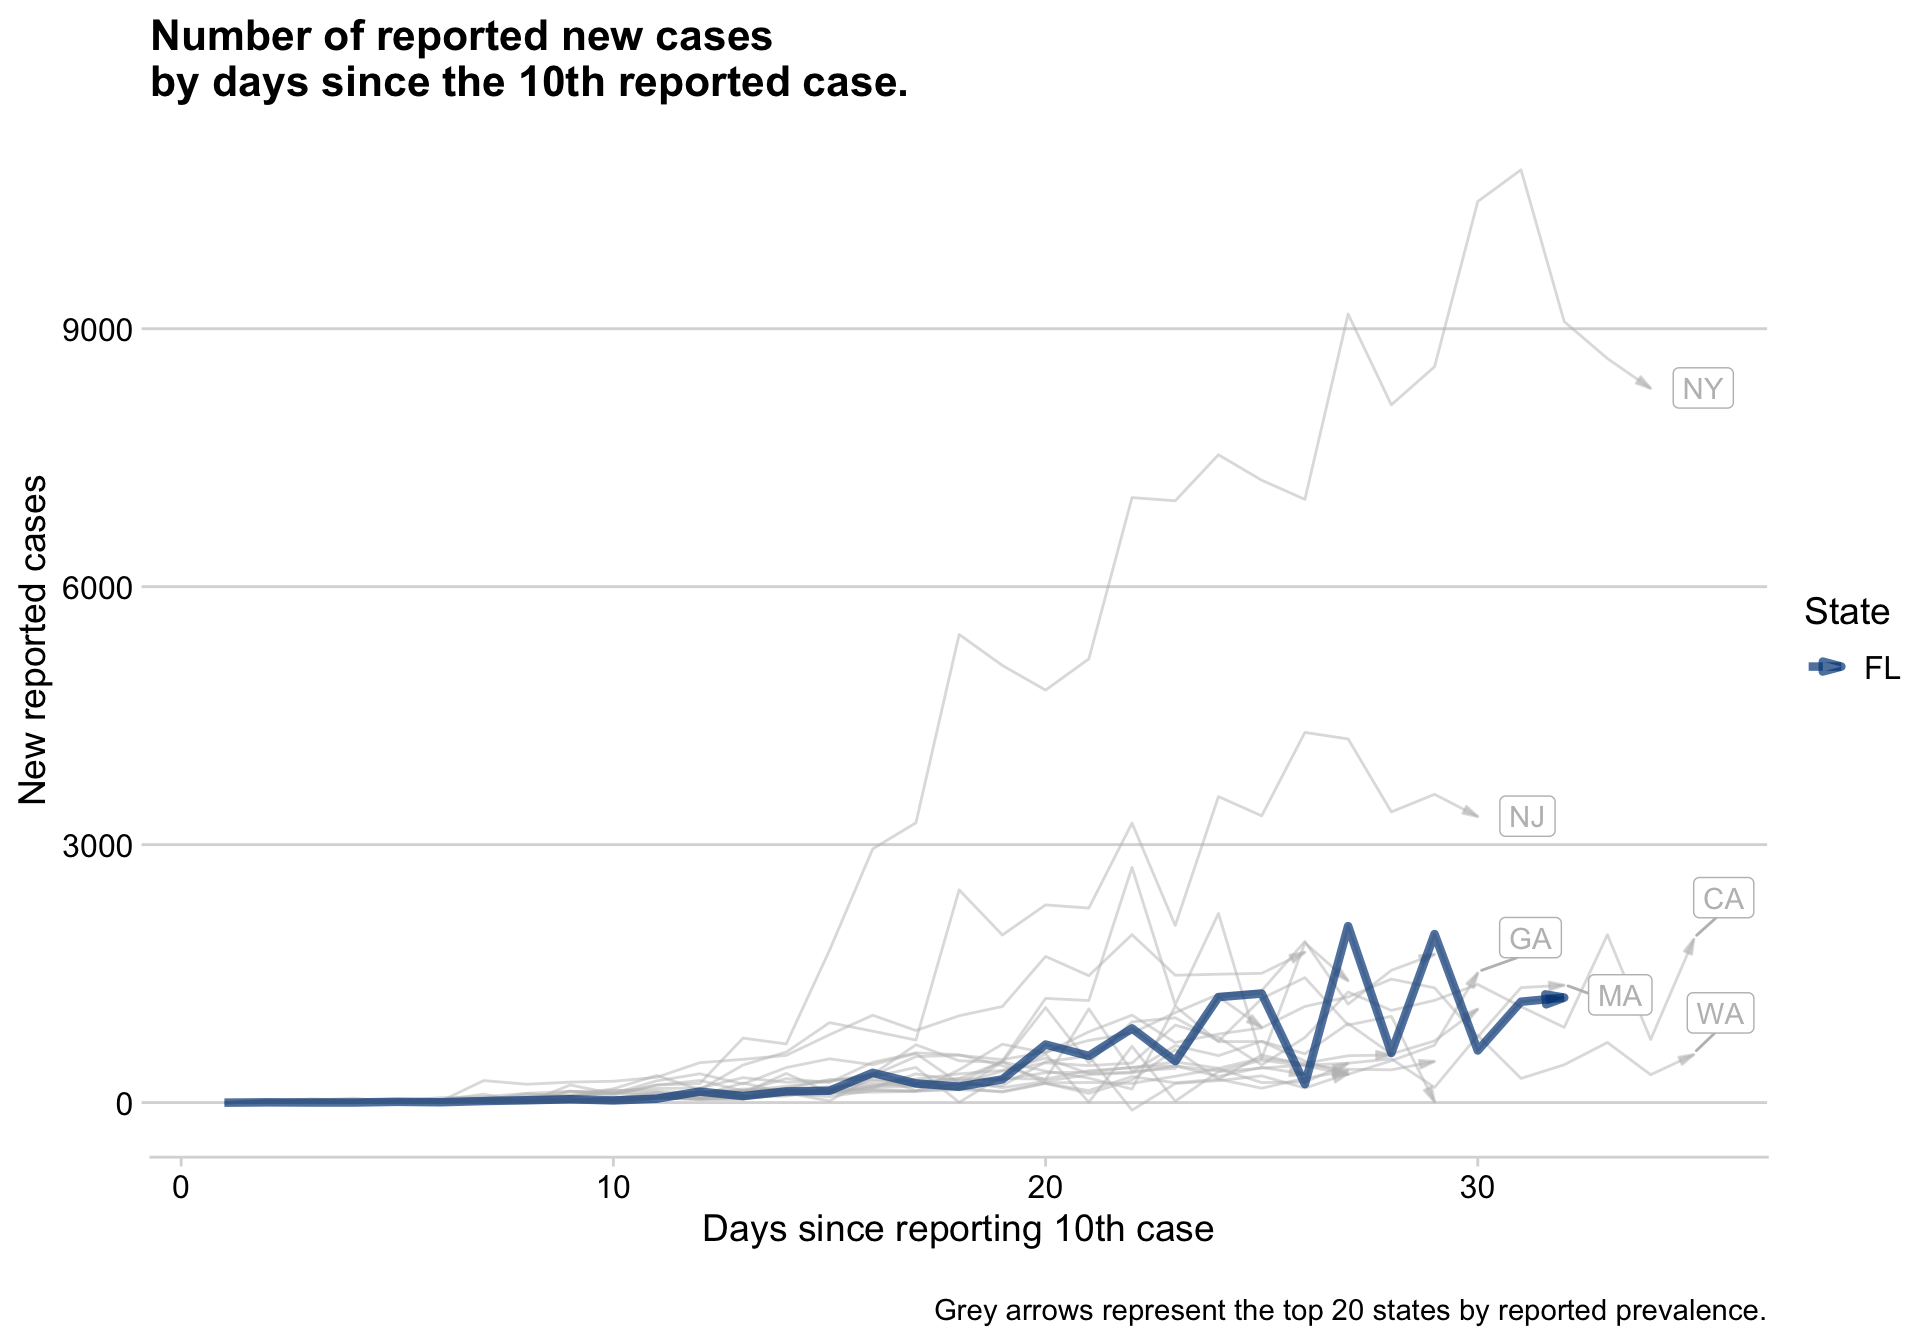 Number of reported new cases
by days since the 10th reported case.
New reported cases
9000
6000
3000
0
NY
NJ
CA
GA
MA
WA
State
FL
0
10
20
30
Days since reporting 10th case
Grey arrows represent the top 20 states by reported prevalence.